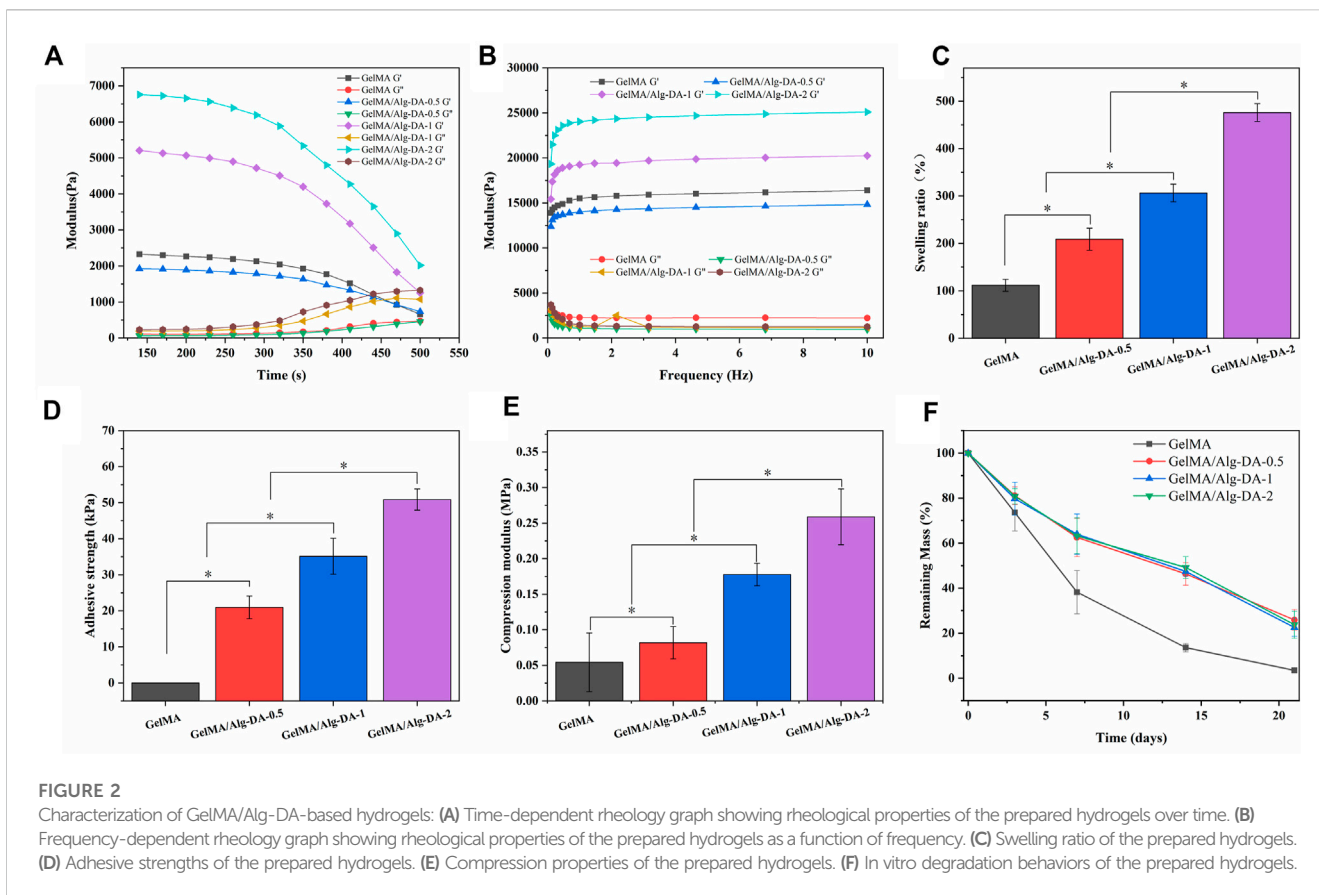 A
7000
6000
5000
4000
3000
2000
1000
0
Modulus(Pa)
150 200 250 300 350 400 450 500 550
Time (s)
GelMA G'
GelMA G"
GelMA/Alg-DA-0.5 G'
GelMA/Alg-DA-0.5 G"
GelMA/Alg-DA-1 G'
GelMA/Alg-DA-1 G"
GelMA/Alg-DA-2 G'
GelMA/Alg-DA-2 G"
B
30000
25000
20000
15000
10000
5000
0
Modulus(Pa)
0 2 4 6 8 10
Frequency (Hz)
GelMA G' GelMA/Alg-DA-0.5 G'
GelMA/Alg-DA-1 G' GelMA/Alg-DA-2 G'
GelMA G" GelMA/Alg-DA-0.5 G"
GelMA/Alg-DA-1 G" GelMA/Alg-DA-2 G"
C
500
400
300
200
100
0
Swelling ratio (%)
* * *
GelMA GelMA/Alg-DA-0.5 GelMA/Alg-DA-1 GelMA/Alg-DA-2
D
70
60
50
40
30
20
10
0
Adhesive strength (kPa)
* * *
GelMA GelMA/Alg-DA-0.5 GelMA/Alg-DA-1 GelMA/Alg-DA-2
E
0.35
0.30
0.25
0.20
0.15
0.10
0.05
0.00
Compression modulus (MPa)
* * *
GelMA GelMA/Alg-DA-0.5 GelMA/Alg-DA-1 GelMA/Alg-DA-2
F
100
80
60
40
20
0
Remaining Mass (%)
0 5 10 15 20
Time (days)
GelMA
GelMA/Alg-DA-0.5
GelMA/Alg-DA-1
GelMA/Alg-DA-2
FIGURE 2
Characterization of GelMA/Alg-DA-based hydrogels: (A) Time-dependent rheology graph showing rheological properties of the prepared hydrogels over time. (B)
Frequency-dependent rheology graph showing rheological properties of the prepared hydrogels as a function of frequency. (C) Swelling ratio of the prepared hydrogels.
(D) Adhesive strengths of the prepared hydrogels. (E) Compression properties of the prepared hydrogels. (F) In vitro degradation behaviors of the prepared hydrogels.